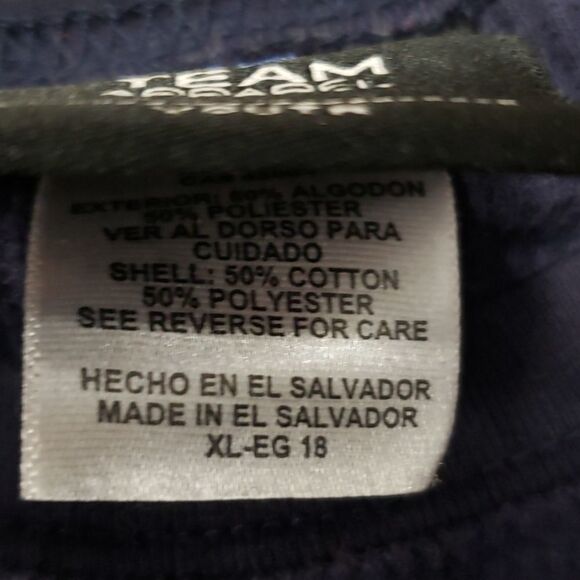 TEAM
APPAREL
YOUTH
EXTERIOR: 50% ALGODON
50% POLIESTER
VER AL DORSO PARA
CUIDADO
SHELL: 50% COTTON
50% POLYESTER
SEE REVERSE FOR CARE
HECHO EN EL SALVADOR
MADE IN EL SALVADOR
XL-EG 18